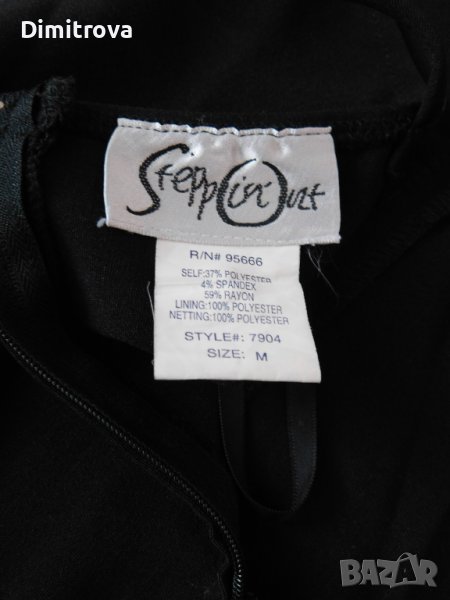 Dimitrova
Steppin Out
R/N# 95666
SELF:37% POLYESTER
4% SPANDEX
59% RAYON
LINING:100% POLYESTER
NETTING:100% POLYESTER
STYLE#: 7904
SIZE: M
BAZAR